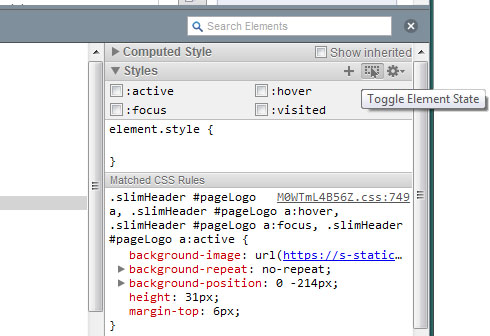 Search Elements
Computed Style Show inherited
Styles
:active :hover
:focus :visited
Toggle Element State
element.style {
}
Matched CSS Rules
.slimHeader #pageLogo M0WTmL4B56Z.css:749
a, .slimHeader #pageLogo a:hover,
.slimHeader #pageLogo a:focus, .slimHeader
#pageLogo a:active {
background-image: url(https://s-static…
background-repeat: no-repeat;
background-position: 0 -214px;
height: 31px;
margin-top: 6px;
}